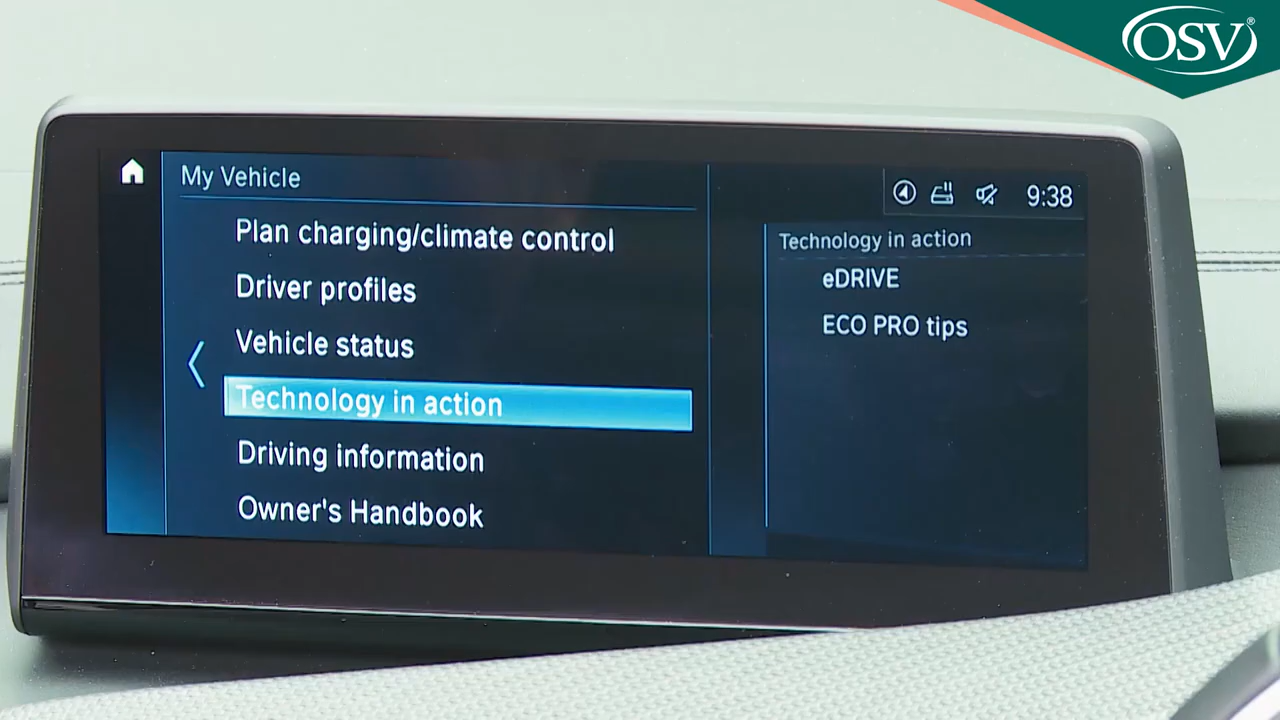 OSV®
My Vehicle
9:38
Plan charging/climate control
Driver profiles
Vehicle status
Technology in action
Driving information
Owner's Handbook
Technology in action
eDRIVE
ECO PRO tips